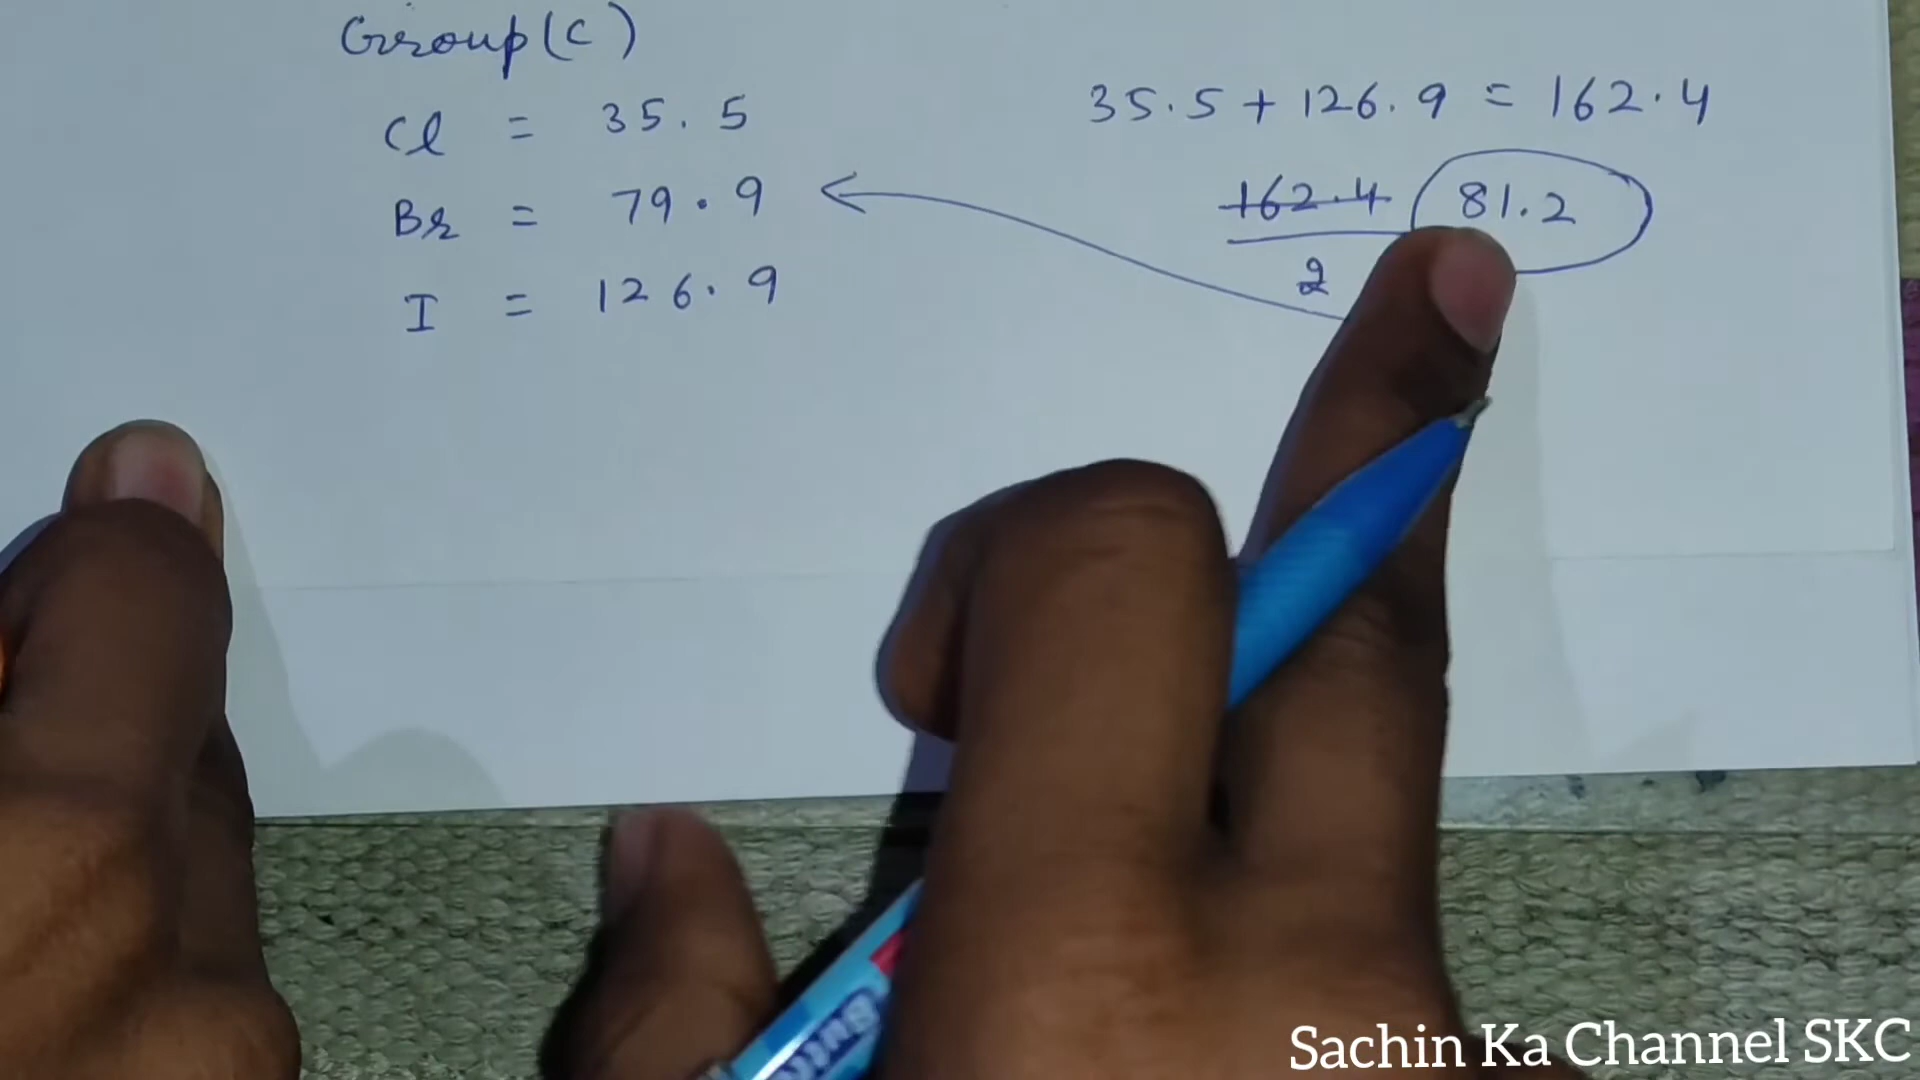 Group (C)
Cl = 35.5
Br = 79.9
I = 126.9
35.5 + 126.9 = 162.4
162.4
2
81.2
Sachin Ka Channel SKC